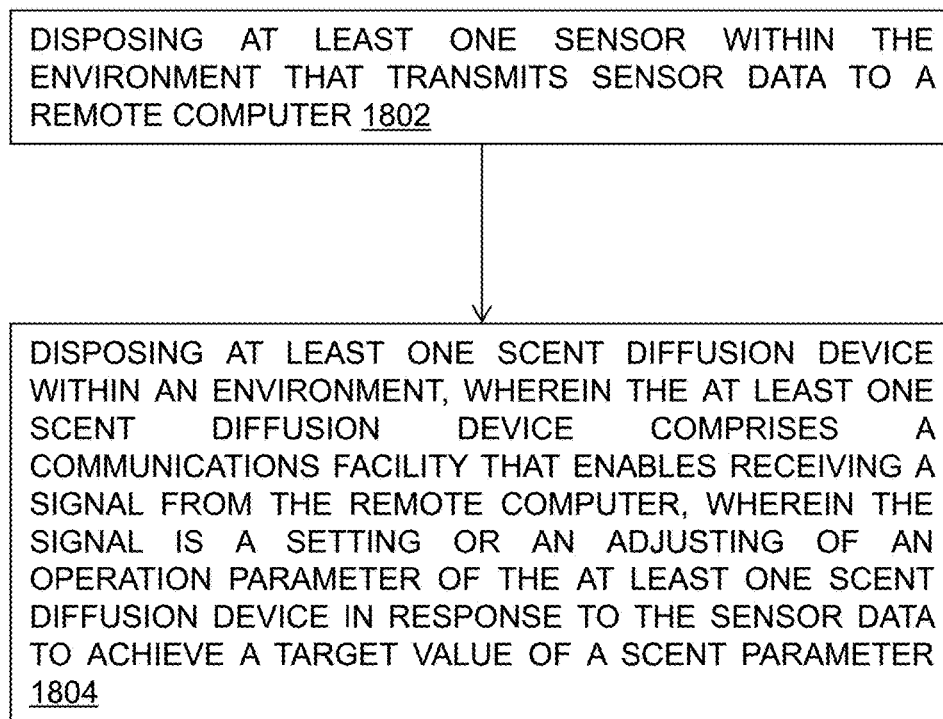 DISPOSING AT LEAST ONE SENSOR WITHIN THE
ENVIRONMENT THAT TRANSMITS SENSOR DATA TO A
REMOTE COMPUTER 1802
DISPOSING AT LEAST ONE SCENT DIFFUSION DEVICE
WITHIN AN ENVIRONMENT, WHEREIN THE AT LEAST ONE
SCENT DIFFUSION DEVICE COMPRISES A
COMMUNICATIONS FACILITY THAT ENABLES RECEIVING A
SIGNAL FROM THE REMOTE COMPUTER, WHEREIN THE
SIGNAL IS A SETTING OR AN ADJUSTING OF AN
OPERATION PARAMETER OF THE AT LEAST ONE SCENT
DIFFUSION DEVICE IN RESPONSE TO THE SENSOR DATA
TO ACHIEVE A TARGET VALUE OF A SCENT PARAMETER
1804